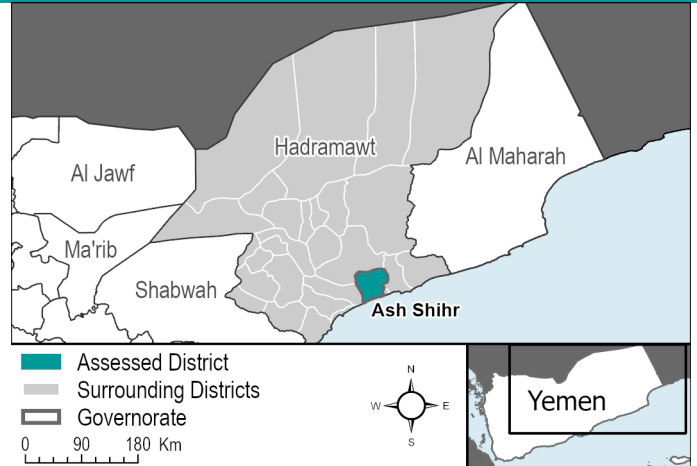 Hadramawt
Al Maharah
Al Jawf
Ma'rib
Shabwah
Ash Shihr
Assessed District
Surrounding Districts
Governorate
0 90 180 Km
N
W E
S
Yemen